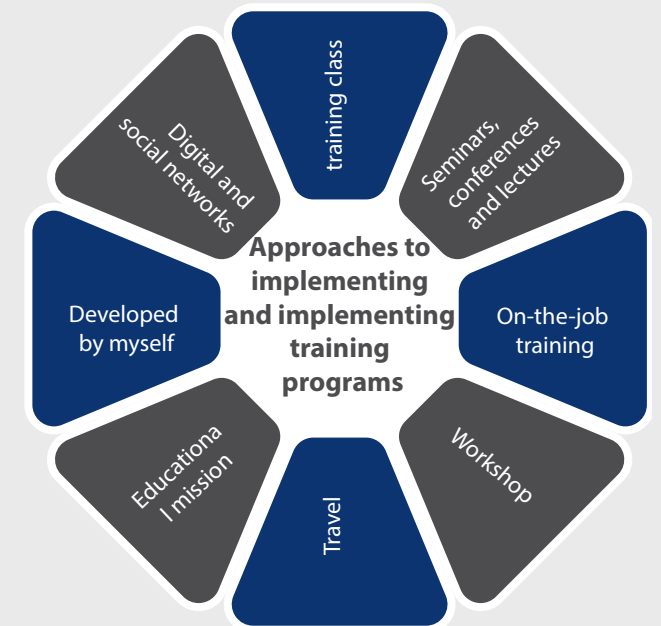 Approaches to
implementing
and implementing
training
programs
training class
Seminars,
conferences
and lectures
On-the-job
training
Workshop
Travel
Educationa
l mission
Developed
by myself
Digital and
social networks